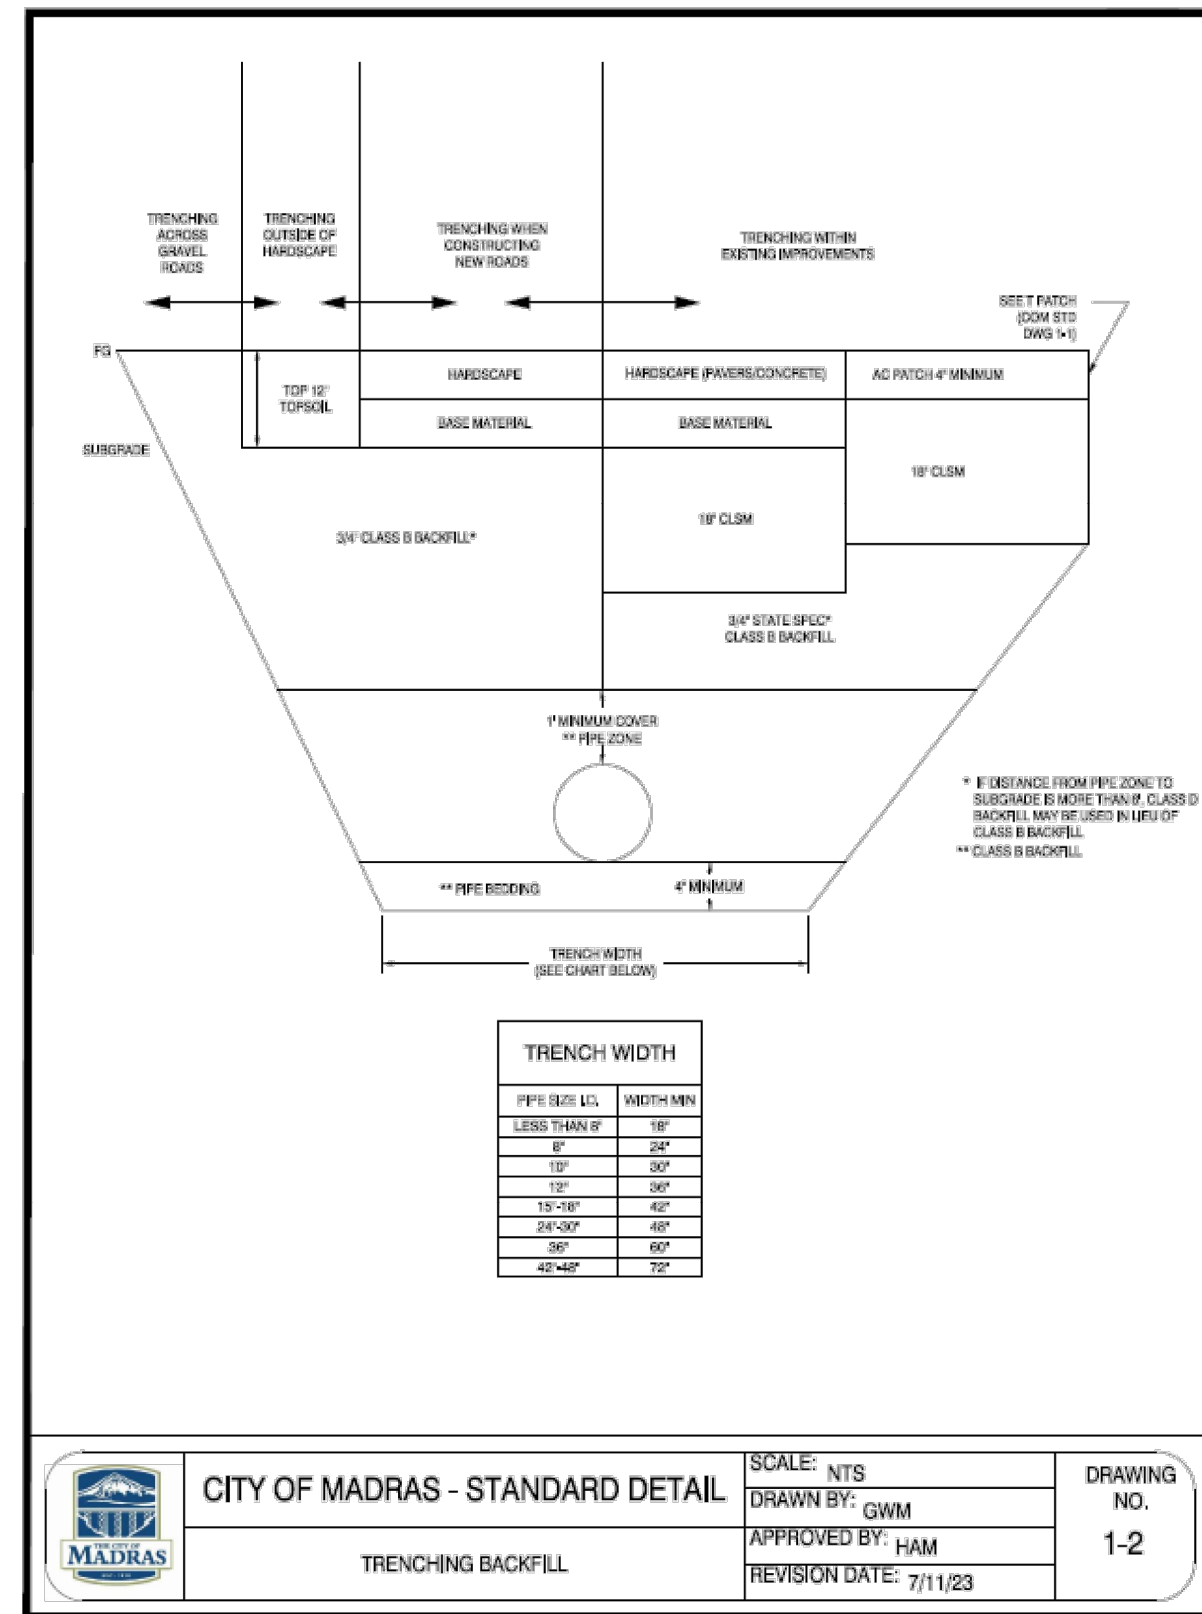 TRENCHING
ACROSS
GRAVEL
ROADS
TRENCHING
OUTSIDE OF
HARDSCAPE
TRENCHING WHEN
CONSTRUCTING
NEW ROADS
TRENCHING WITHIN
EXISTING IMPROVEMENTS
SEE T PATCH
(COM STD
DWG 1-1)
FG
SUBGRADE
TOP 12"
TOPSOIL
HARDSCAPE
HARDSCAPE (PAVERS/CONCRETE)
AC PATCH 4" MINIMUM
BASE MATERIAL
BASE MATERIAL
18" CLSM
18" CLSM
3/4" CLASS B BACKFILL*
3/4" STATE SPEC*
CLASS B BACKFILL
1' MINIMUM COVER
** PIPE ZONE
* IF DISTANCE FROM PIPE ZONE TO
SUBGRADE IS MORE THAN CLASS D
BACKFILL MAY BE USED IN LIEU OF
CLASS B BACKFILL
** CLASS B BACKFILL
** PIPE BEDDING
4" MINIMUM
TRENCH WIDTH
(SEE CHART BELOW)
TRENCH WIDTH
PIPE SIZE I.D. WIDTH MIN
LESS THAN 8" 18"
8" 24"
10" 30"
12" 36"
15"-18" 42"
24"-30" 48"
36" 60"
42"-48" 72"
THE CITY OF
MADRAS
CITY OF MADRAS - STANDARD DETAIL
TRENCHING BACKFILL
SCALE: NTS
DRAWN BY: GWM
APPROVED BY: HAM
REVISION DATE: 7/11/23
DRAWING
NO.
1-2